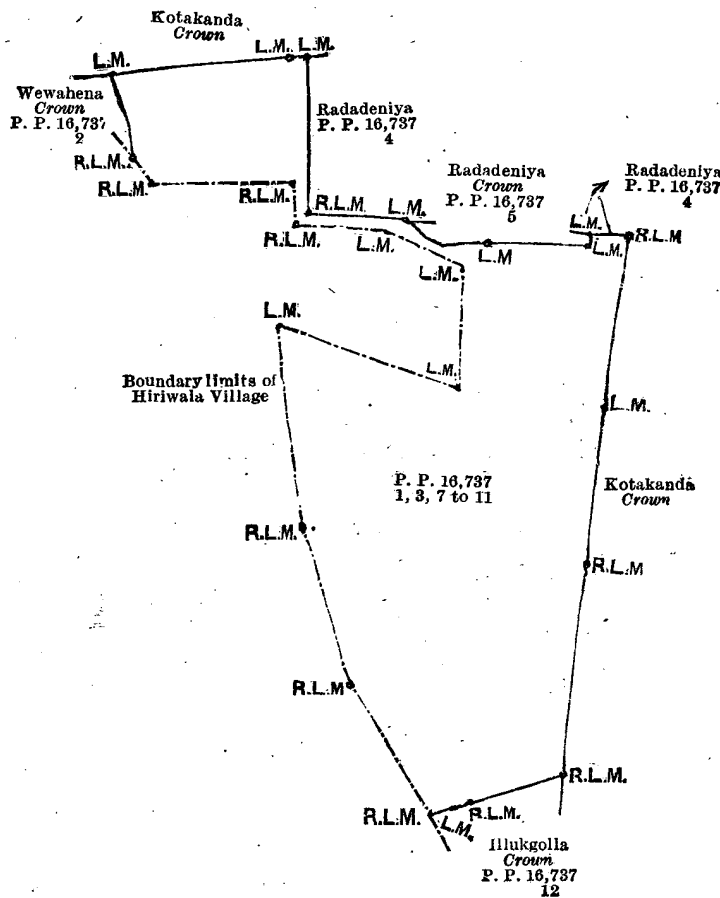 Kotakanda
Crown
L.M.
L.M.
L.M.
Wewahena
Crown
P. P. 16,737
2
Radadeniya
P. P. 16,737
4
R.L.M.
R.L.M.
R.L.M.
Radadeniya
Crown
P. P. 16,737
5
Radadeniya
P. P. 16,737
4
R.L.M
L.M.
L.M.
R.L.M
R.L.M.
L.M.
L.M
L.M.
L.M.
L.M.
L.M.
Boundary limits of
Hiriwala Village
L.M.
P. P. 16,737
1, 3, 7 to 11
Kotakanda
Crown
R.L.M.
R.L.M
R.L.M
R.L.M.
R.L.M.
L.M.
R.L.M.
Illukgolla
Crown
P. P. 16,737
12